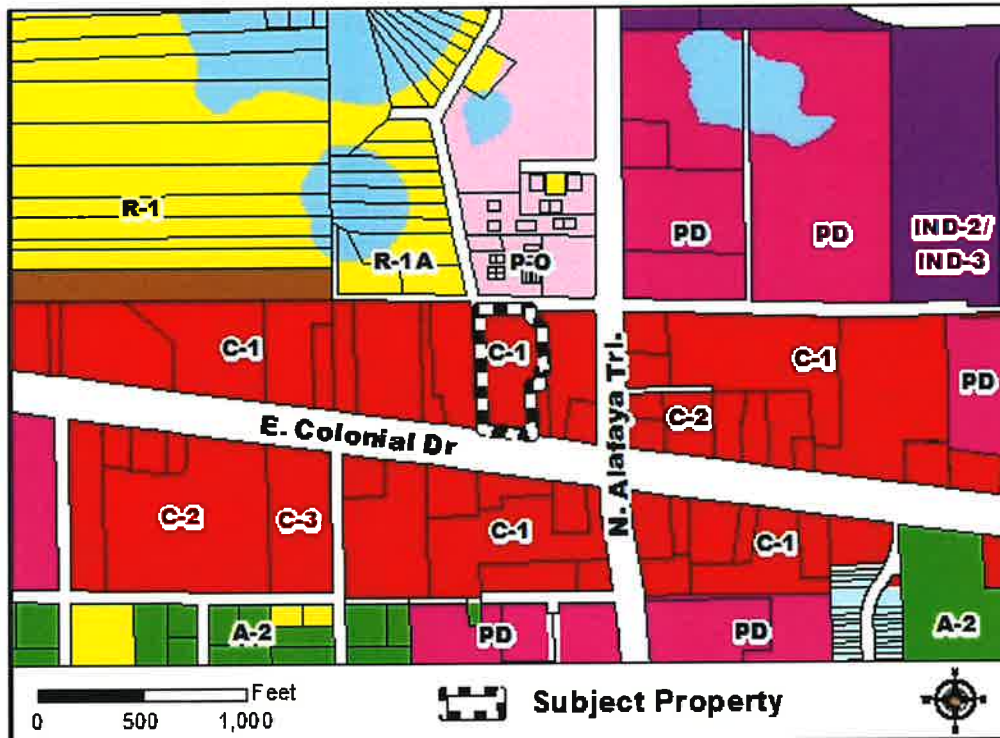 R-1
R-1A
P-O
PD
PD
IND-2/
IND-3
C-1
C-1
C-1
PD
C-2
E. Colonial Dr
N. Alafaya Trl.
C-2
C-3
C-1
C-1
A-2
PD
PD
A-2
Feet
0 500 1,000
Subject Property